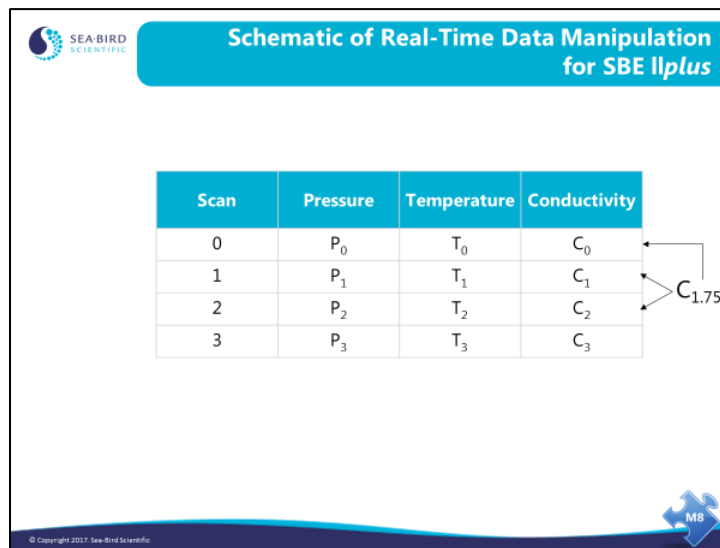 SEA·BIRD
SCIENTIFIC
Schematic of Real-Time Data Manipulation
for SBE llplus
Scan Pressure Temperature Conductivity
0 P0 T0 C0
1 P1 T1 C1
C1.75
2 P2 T2 C2
3 P3 T3 C3
M8
© Copyright 2017. Sea-Bird Scientific